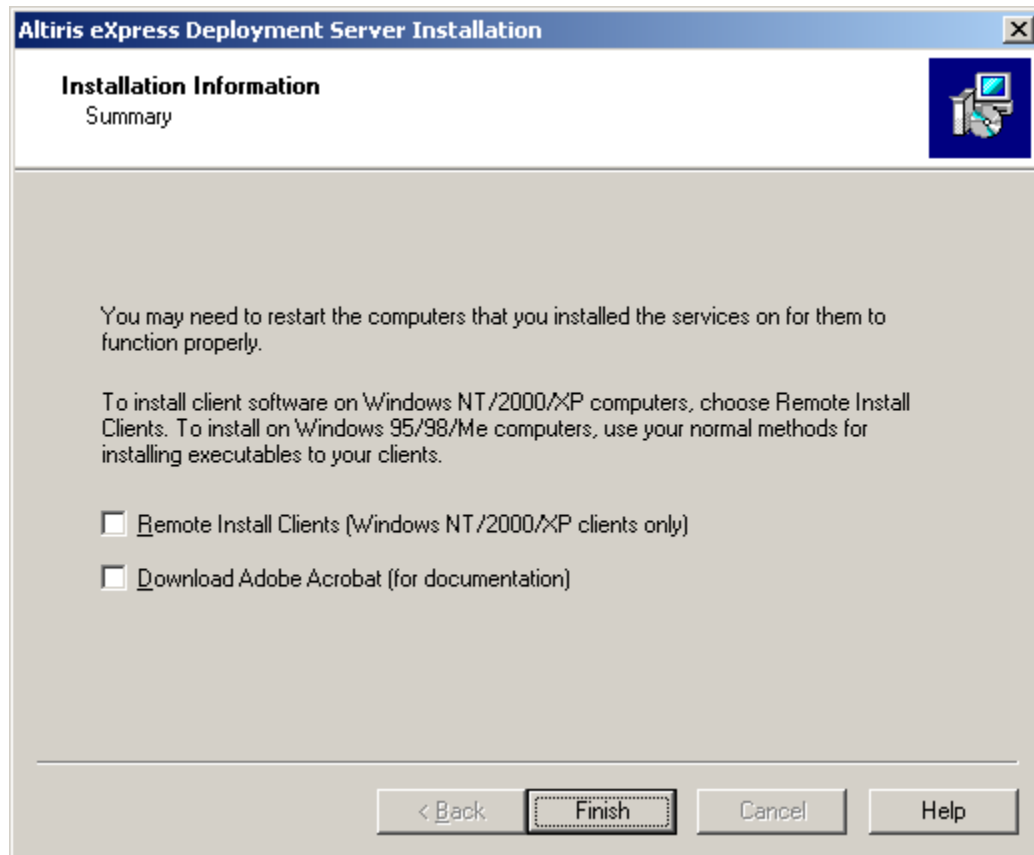 Altiris eXpress Deployment Server Installation
Installation Information
Summary
You may need to restart the computers that you installed the services on for them to
function properly.
To install client software on Windows NT/2000/XP computers, choose Remote Install
Clients. To install on Windows 95/98/Me computers, use your normal methods for
installing executables to your clients.
Remote Install Clients (Windows NT/2000/XP clients only)
Download Adobe Acrobat (for documentation)
< Back
Finish
Cancel
Help